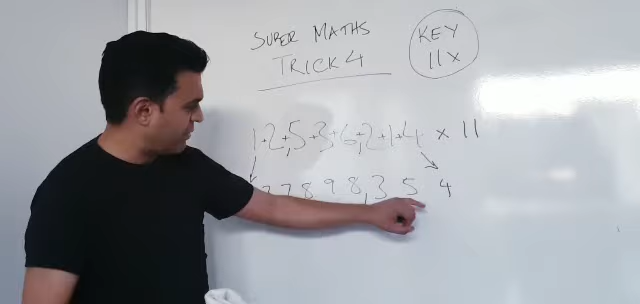 SUPER MATHS
TRICK 4
KEY
11x
1+2+,5+3+6+,2+1+4 × 11
7 8 9 8,3 5 4